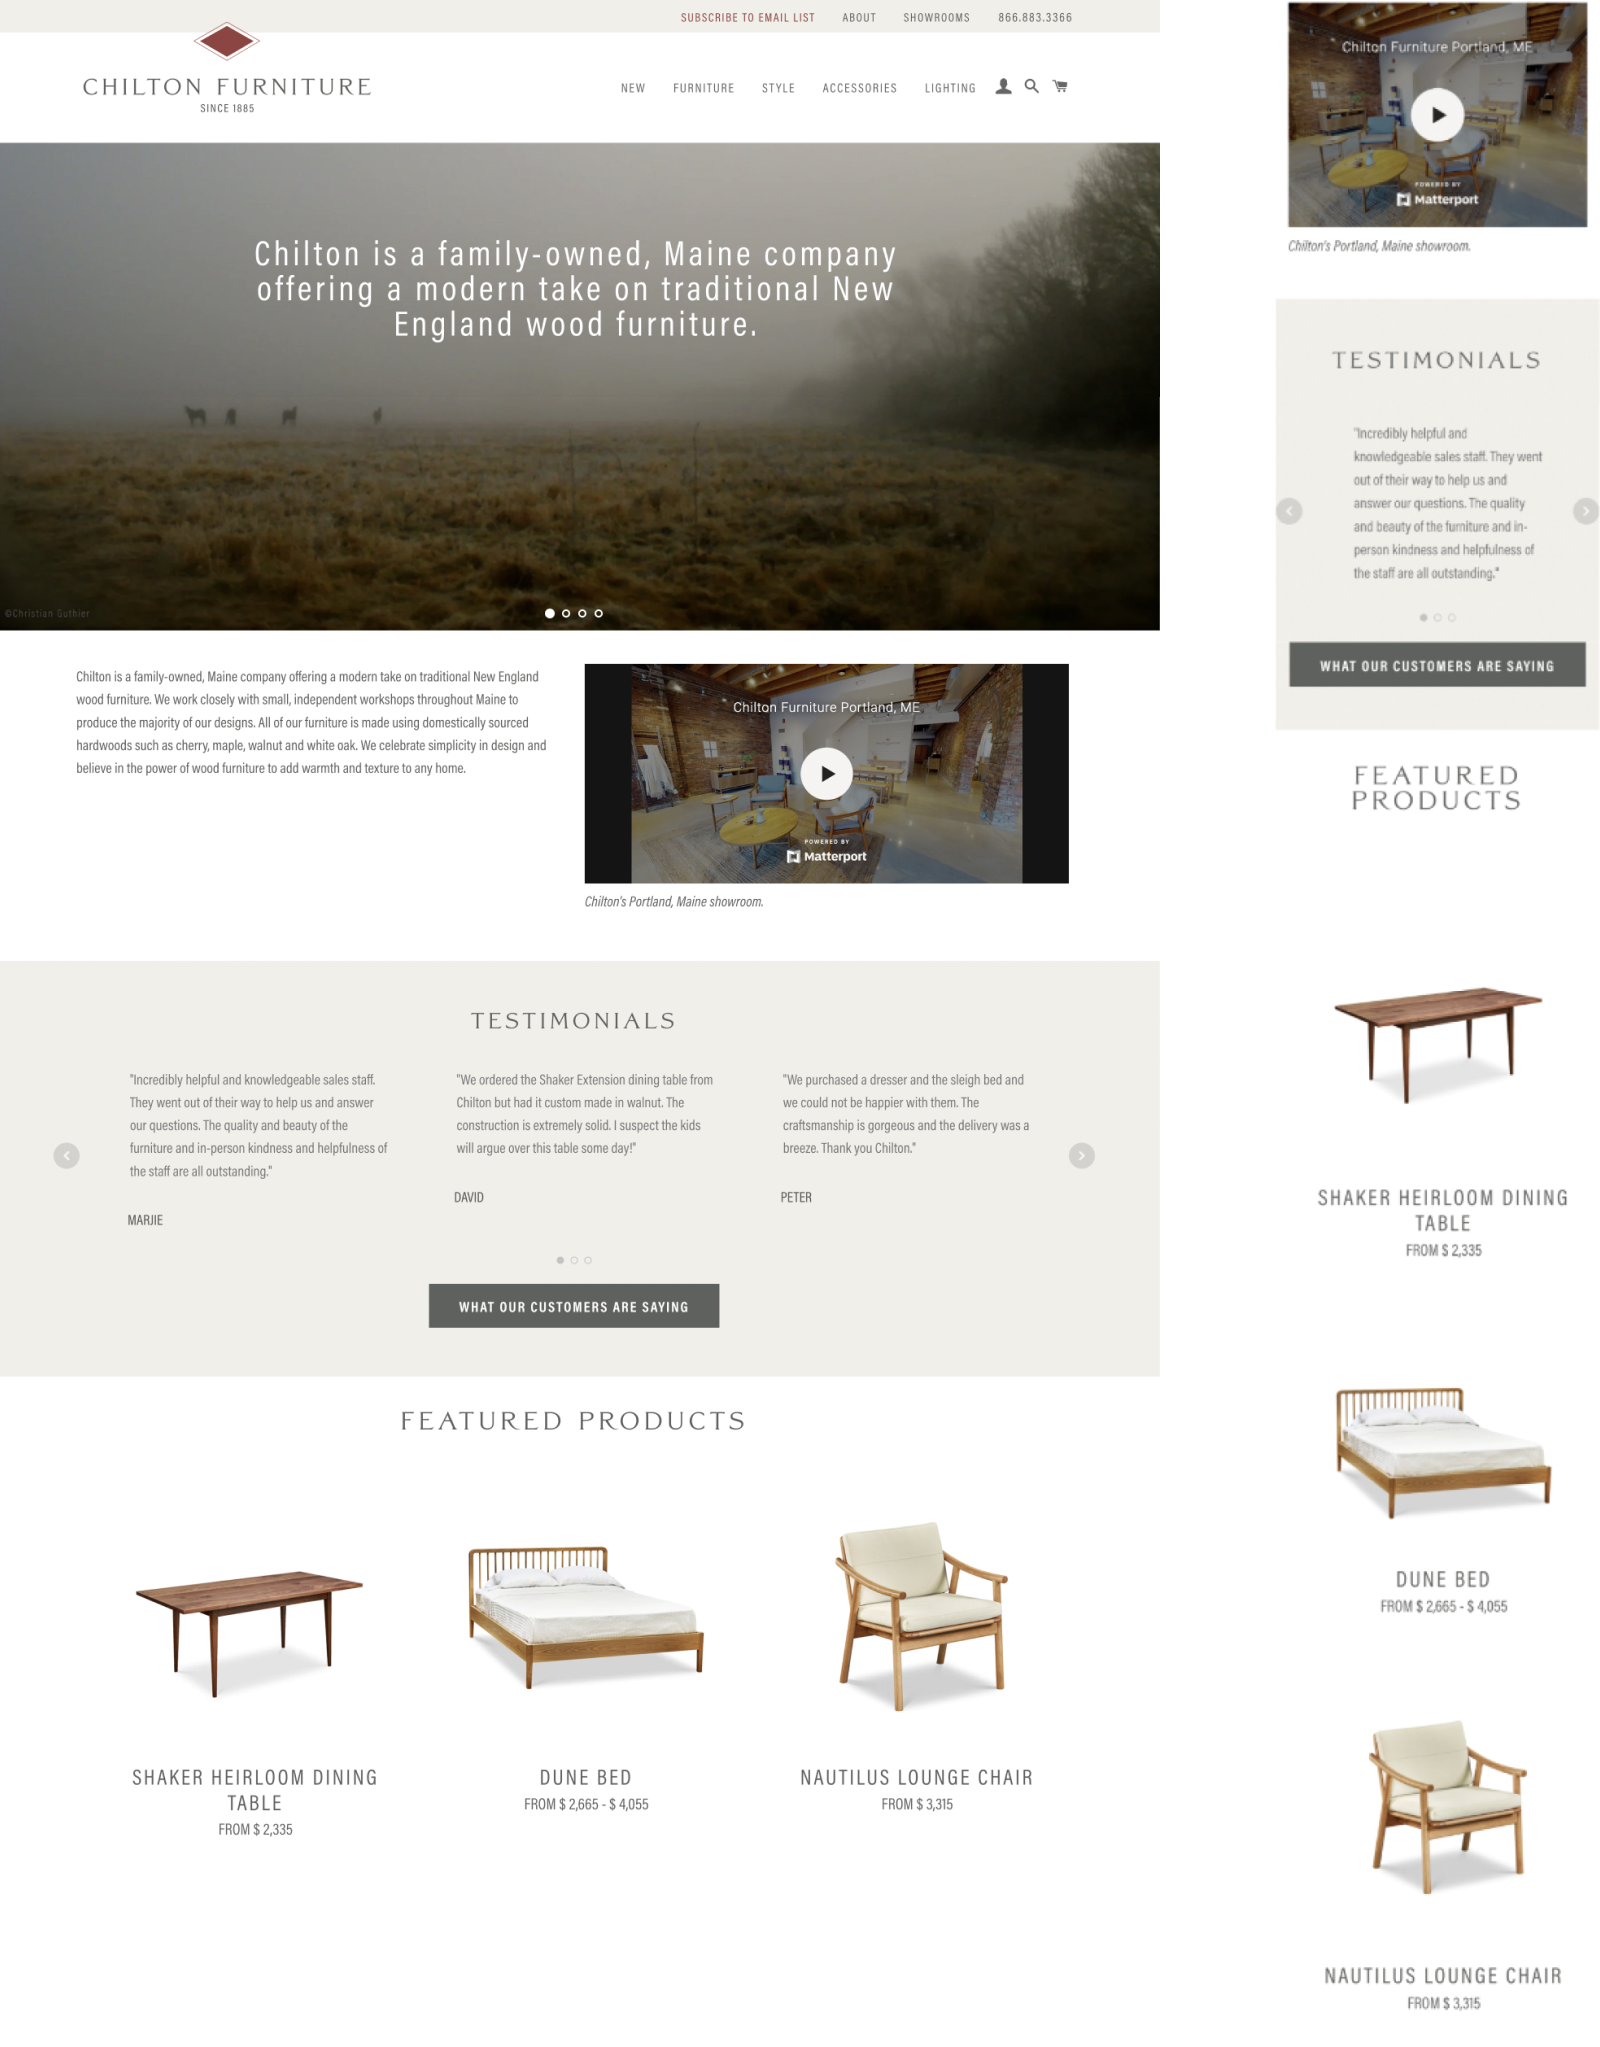 SUBSCRIBE TO EMAIL LIST ABOUT SHOWROOMS 866.883.3366
CHILTON FURNITURE
SINCE 1885
NEW FURNITURE STYLE ACCESSORIES LIGHTING
Chilton is a family-owned, Maine company
offering a modern take on traditional New
England wood furniture.
©Christian Guthier
Chilton is a family-owned, Maine company offering a modern take on traditional New England
wood furniture. We work closely with small, independent workshops throughout Maine to
produce the majority of our designs. All of our furniture is made using domestically sourced
hardwoods such as cherry, maple, walnut and white oak. We celebrate simplicity in design and
believe in the power of wood furniture to add warmth and texture to any home.
Chilton Furniture Portland, ME
POWERED BY
Matterport
Chilton's Portland, Maine showroom.
TESTIMONIALS
"Incredibly helpful and knowledgeable sales staff.
They went out of their way to help us and answer
our questions. The quality and beauty of the
furniture and in-person kindness and helpfulness of
the staff are all outstanding."
MARJIE
"We ordered the Shaker Extension dining table from
Chilton but had it custom made in walnut. The
construction is extremely solid. I suspect the kids
will argue over this table some day!"
DAVID
"We purchased a dresser and the sleigh bed and
we could not be happier with them. The
craftsmanship is gorgeous and the delivery was a
breeze. Thank you Chilton."
PETER
WHAT OUR CUSTOMERS ARE SAYING
FEATURED PRODUCTS
SHAKER HEIRLOOM DINING
TABLE
FROM $ 2,335
DUNE BED
FROM $ 2,665 - $ 4,055
NAUTILUS LOUNGE CHAIR
FROM $ 3,315
Chilton Furniture Portland, ME
POWERED BY
Matterport
Chilton's Portland, Maine showroom.
TESTIMONIALS
"Incredibly helpful and
knowledgeable sales staff. They went
out of their way to help us and
answer our questions. The quality
and beauty of the furniture and in-
person kindness and helpfulness of
the staff are all outstanding."
WHAT OUR CUSTOMERS ARE SAYING
FEATURED
PRODUCTS
SHAKER HEIRLOOM DINING
TABLE
FROM $ 2,335
DUNE BED
FROM $ 2,665 - $ 4,055
NAUTILUS LOUNGE CHAIR
FROM $ 3,315